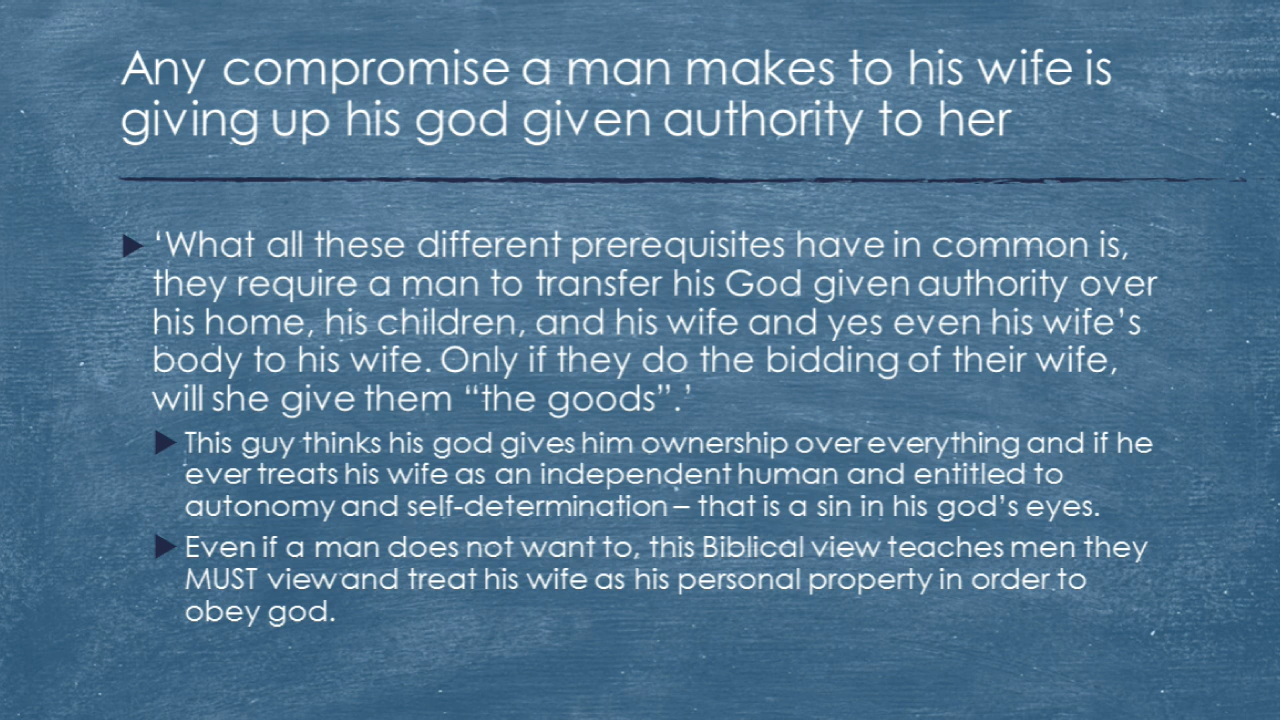 Any compromise a man makes to his wife is
giving up his god given authority to her
‘What all these different prerequisites have in common is,
they require a man to transfer his God given authority over
his home, his children, and his wife and yes even his wife’s
body to his wife. Only if they do the bidding of their wife,
will she give them “the goods”.’
This guy thinks his god gives him ownership over everything and if he
ever treats his wife as an independent human and entitled to
autonomy and self-determination – that is a sin in his god’s eyes.
Even if a man does not want to, this Biblical view teaches men they
MUST view and treat his wife as his personal property in order to
obey god.